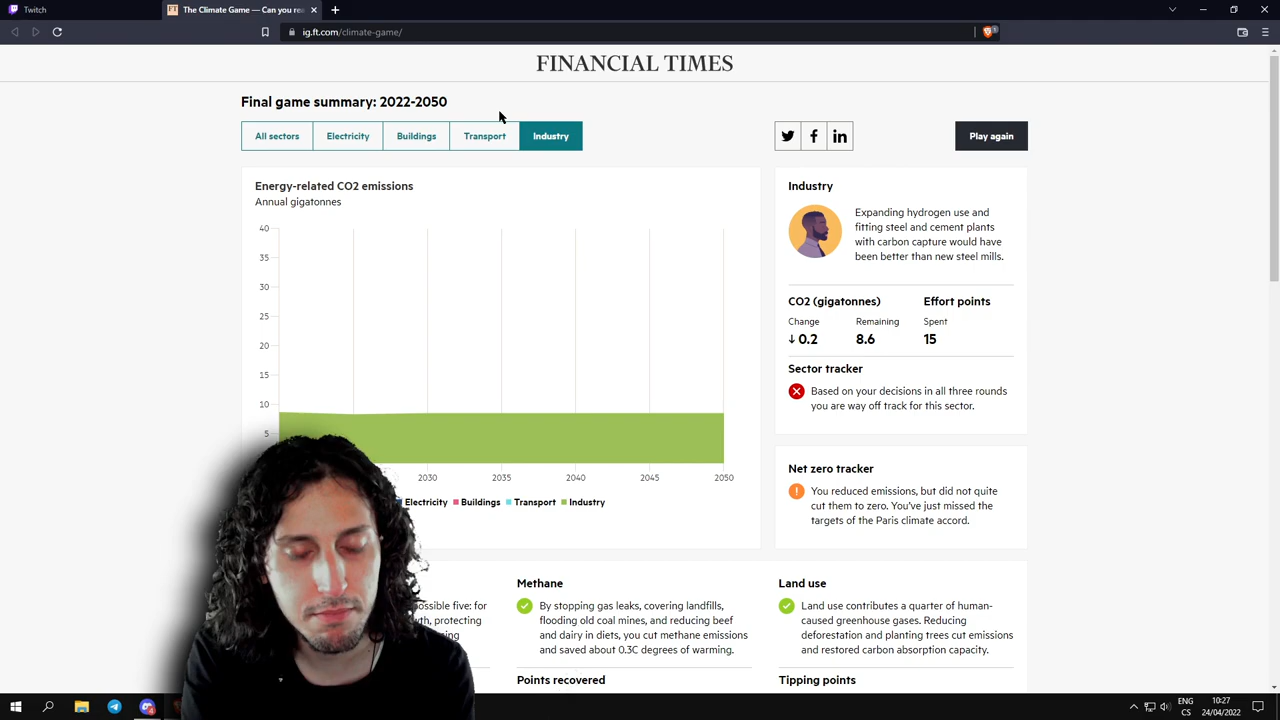 Twitch
The Climate Game — Can you rea
ig.ft.com/climate-game/
FINANCIAL TIMES
Final game summary: 2022-2050
All sectors
Electricity
Buildings
Transport
Industry
Play again
Energy-related CO2 emissions
Annual gigatonnes
40
35
30
25
20
15
10
5
2030
2035
2040
2045
2050
Electricity
Buildings
Transport
Industry
Industry
Expanding hydrogen use and
fitting steel and cement plants
with carbon capture would have
been better than new steel mills.
CO2 (gigatonnes)
Effort points
Change
Remaining
Spent
↓ 0.2
8.6
15
Sector tracker
Based on your decisions in all three rounds
you are way off track for this sector.
Net zero tracker
You reduced emissions, but did not quite
cut them to zero. You've just missed the
targets of the Paris climate accord.
possible five: for
protecting
Methane
By stopping gas leaks, covering landfills,
flooding old coal mines, and reducing beef
and dairy in diets, you cut methane emissions
and saved about 0.3C degrees of warming.
Points recovered
Land use
Land use contributes a quarter of human-
caused greenhouse gases. Reducing
deforestation and planting trees cut emissions
and restored carbon absorption capacity.
Tipping points
ENG
CS
10:27
24/04/2022